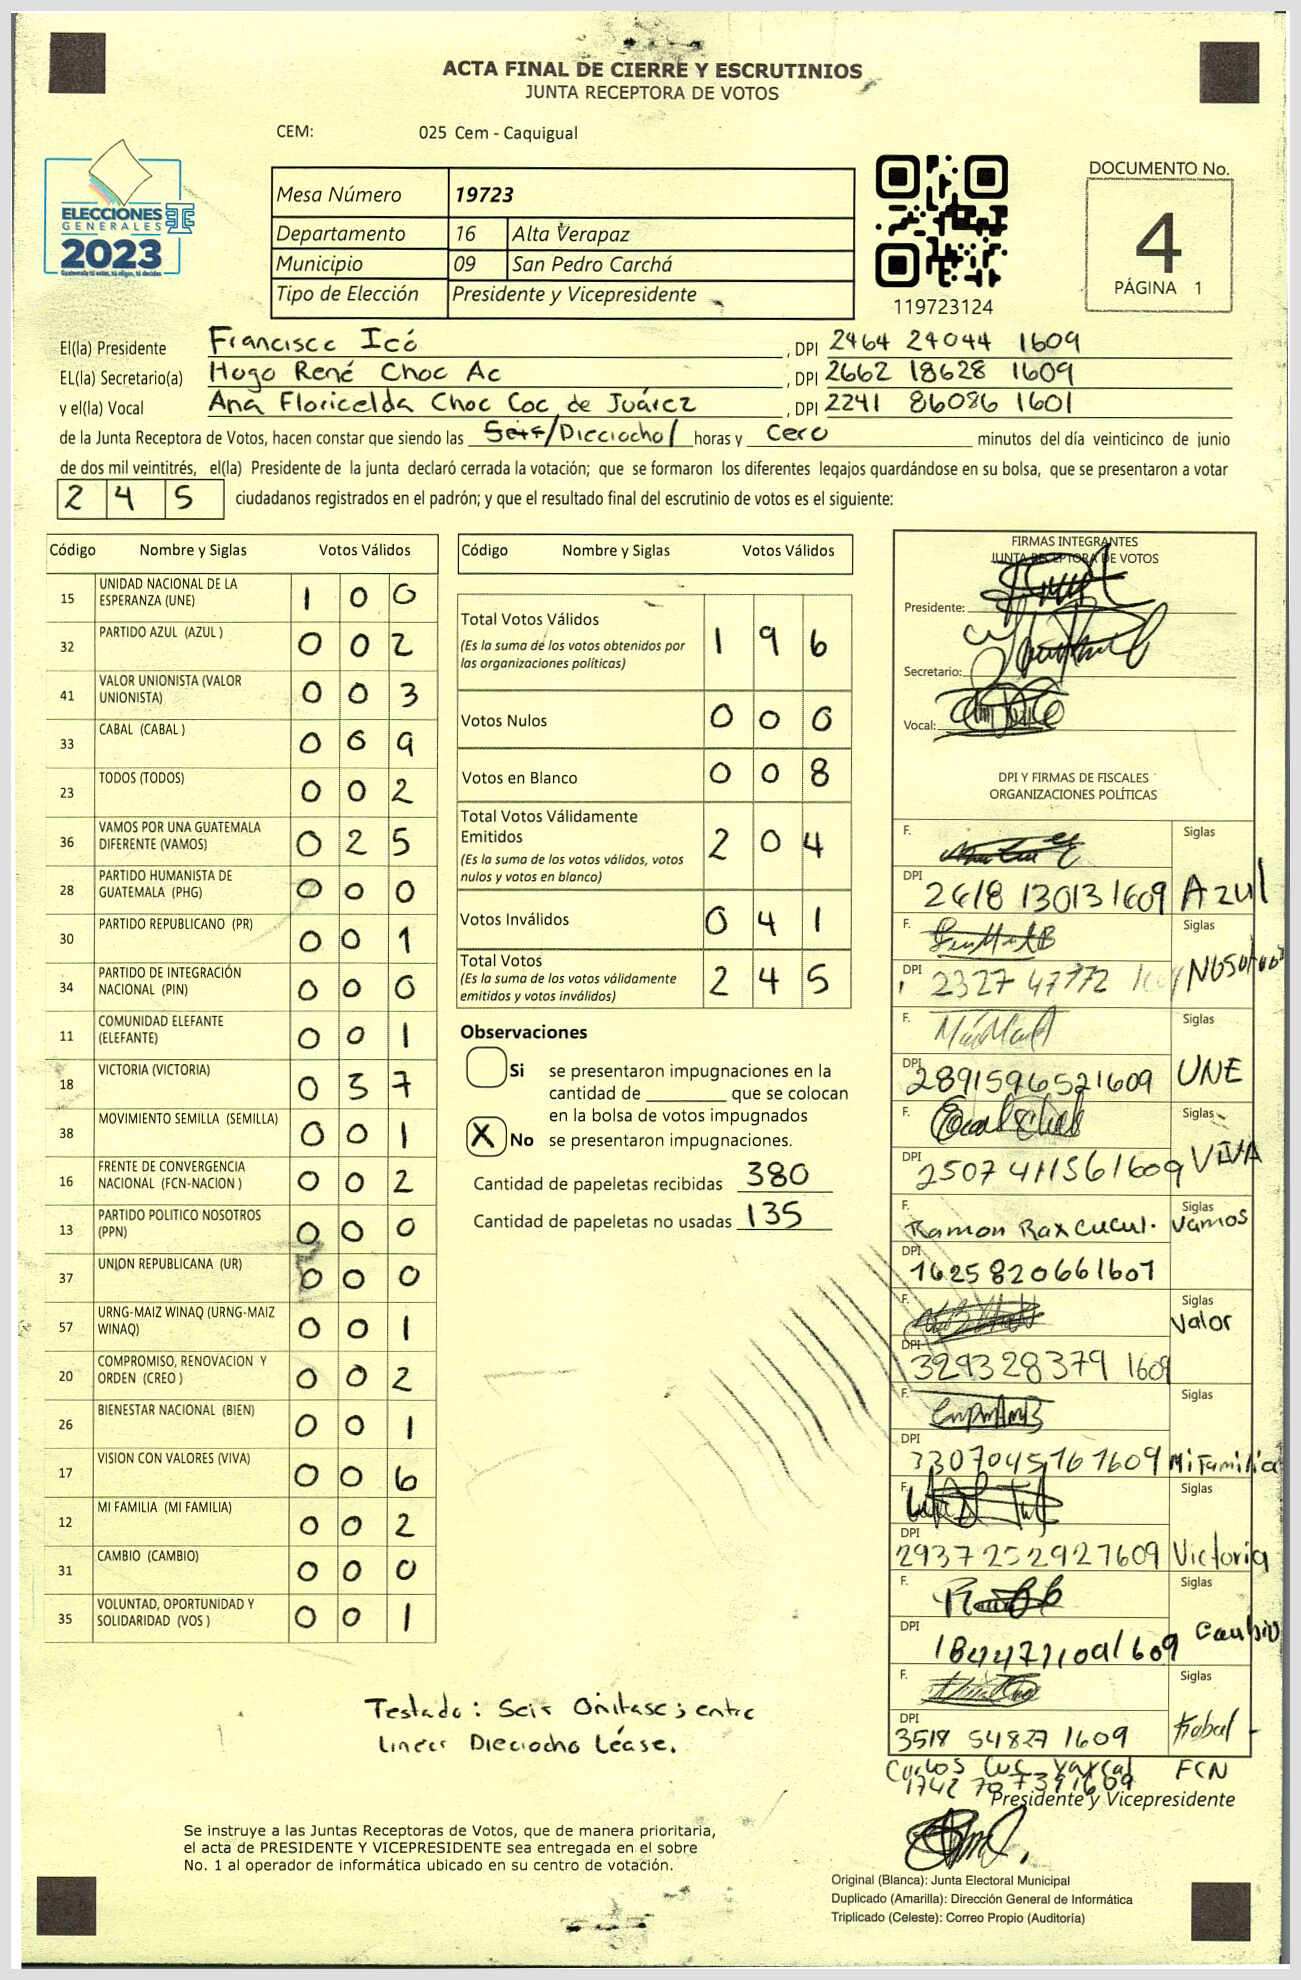 ACTA FINAL DE CIERRE Y ESCRUTINIOS
JUNTA RECEPTORA DE VOTOS
CEM: 025 Cem - Caquigual
ELECCIONES
GENERALES
2023
Guatemala tú eres, tú eliges, tú decides
Mesa Número 19723
Departamento 16 Alta Verapaz
Municipio 09 San Pedro Carchá
Tipo de Elección Presidente y Vicepresidente
119723124
DOCUMENTO No.
4
PÁGINA 1
El(la) Presidente Francisco Icó , DPI 2464 24044 1609
EL(la) Secretario(a) Hugo René Choc Ac , DPI 2662 18628 1609
y el(la) Vocal Ana Floricelda Choc Coc de Juárez , DPI 2241 86086 1601
de la Junta Receptora de Votos, hacen constar que siendo las Seis/Dieciocho/ horas y Cero minutos del día veinticinco de junio
de dos mil veintitrés, el(la) Presidente de la junta declaró cerrada la votación; que se formaron los diferentes legajos guardándose en su bolsa, que se presentaron a votar
2 4 5 ciudadanos registrados en el padrón; y que el resultado final del escrutinio de votos es el siguiente:
Código Nombre y Siglas Votos Válidos
15 UNIDAD NACIONAL DE LA ESPERANZA (UNE) 1 0 0
32 PARTIDO AZUL (AZUL ) 0 0 2
41 VALOR UNIONISTA (VALOR UNIONISTA) 0 0 3
33 CABAL (CABAL ) 0 6 9
23 TODOS (TODOS) 0 0 2
36 VAMOS POR UNA GUATEMALA DIFERENTE (VAMOS) 0 2 5
28 PARTIDO HUMANISTA DE GUATEMALA (PHG) 0 0 0
30 PARTIDO REPUBLICANO (PR) 0 0 1
34 PARTIDO DE INTEGRACIÓN NACIONAL (PIN) 0 0 0
11 COMUNIDAD ELEFANTE (ELEFANTE) 0 0 1
18 VICTORIA (VICTORIA) 0 3 7
38 MOVIMIENTO SEMILLA (SEMILLA) 0 0 1
16 FRENTE DE CONVERGENCIA NACIONAL (FCN-NACION ) 0 0 2
13 PARTIDO POLITICO NOSOTROS (PPN) 0 0 0
37 UNION REPUBLICANA (UR) 0 0 0
57 URNG-MAIZ WINAQ (URNG-MAIZ WINAQ) 0 0 1
20 COMPROMISO, RENOVACION Y ORDEN (CREO ) 0 0 2
26 BIENESTAR NACIONAL (BIEN) 0 0 1
17 VISION CON VALORES (VIVA) 0 0 6
12 MI FAMILIA (MI FAMILIA) 0 0 2
31 CAMBIO (CAMBIO) 0 0 0
35 VOLUNTAD, OPORTUNIDAD Y SOLIDARIDAD (VOS ) 0 0 1
Código Nombre y Siglas Votos Válidos
Total Votos Válidos 1 9 6
(Es la suma de los votos obtenidos por
las organizaciones políticas)
Votos Nulos 0 0 0
Votos en Blanco 0 0 8
Total Votos Válidamente
Emitidos 2 0 4
(Es la suma de los votos válidos, votos
nulos y votos en blanco)
Votos Inválidos 0 4 1
Total Votos 2 4 5
(Es la suma de los votos válidamente
emitidos y votos inválidos)
Observaciones
Si se presentaron impugnaciones en la
cantidad de ________ que se colocan
en la bolsa de votos impugnados
X No se presentaron impugnaciones.
Cantidad de papeletas recibidas 380
Cantidad de papeletas no usadas 135
FIRMAS INTEGRANTES
JUNTA RECEPTORA DE VOTOS
Presidente:
Secretario:
Vocal:
DPI Y FIRMAS DE FISCALES
ORGANIZACIONES POLÍTICAS
F. Siglas
DPI 2618 13013 1609 Azul
F. Siglas
DPI 2327 47772 Nosotros
F. Siglas
DPI 2891596521609 UNE
F. Siglas
DPI 2507 411561609 VIVA
F. Siglas
Ramon Rax Cucul. Vamos
DPI
1625820661601
F. Siglas
Valor
DPI 329328379 1609
F. Siglas
DPI 3307045161609 Mi Familia
F. Siglas
DPI 2937252921609 Victoria
F. Siglas
DPI Cambio
F. Siglas
DPI 3518 54827 1609 Kabal
Carlos Cuc FCN
Presidente y Vicepresidente
Testado: Seis Omitase; entre
Linear Dieciocho Léase.
Se instruye a las Juntas Receptoras de Votos, que de manera prioritaria,
el acta de PRESIDENTE Y VICEPRESIDENTE sea entregada en el sobre
No. 1 al operador de informática ubicado en su centro de votación.
Original (Blanca): Junta Electoral Municipal
Duplicado (Amarilla): Dirección General de Informática
Triplicado (Celeste): Correo Propio (Auditoría)